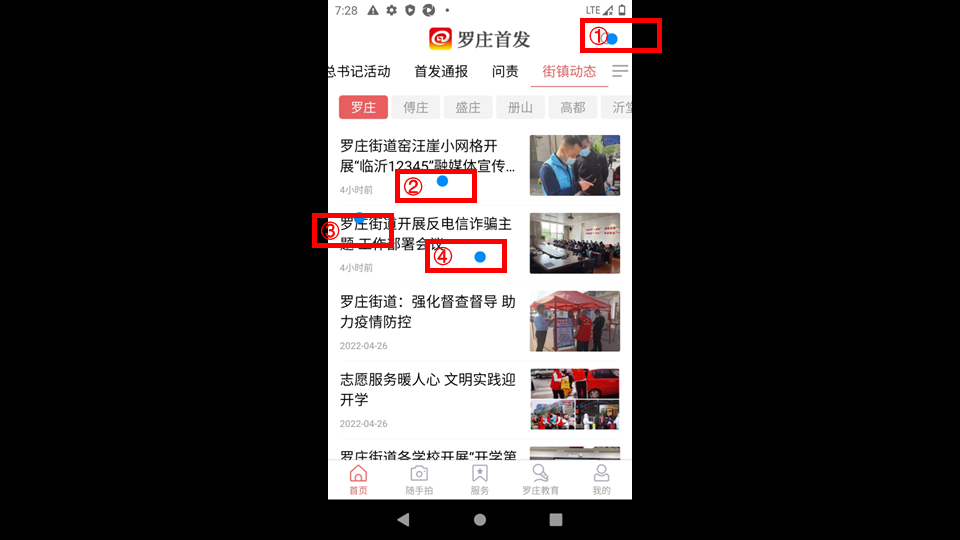 7:28
LTE
罗庄首发
①
总书记活动 首发通报 问责 街镇动态
罗庄 傅庄 盛庄 册山 高都 沂堂
罗庄街道窑汪崖小网格开
展“临沂12345”融媒体宣传…
4小时前
②
③
罗庄街道开展反电信诈骗主
题 工作部署会议
4小时前
④
罗庄街道：强化督查督导 助
力疫情防控
2022-04-26
志愿服务暖人心 文明实践迎
开学
2022-04-26
罗庄街道各学校开展“开学第
首页 随手拍 服务 罗庄教育 我的